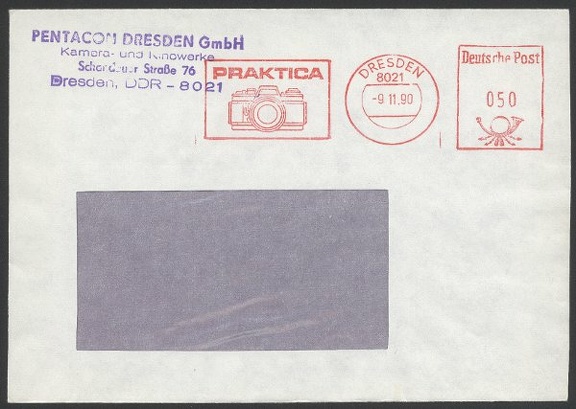 PENTACON DRESDEN GmbH
Kamera- und Kinowerke
Schandauer Straße 76
Dresden, DDR - 8021
PRAKTICA
DRESDEN
8021
-9 11.90
Deutsche Post
050